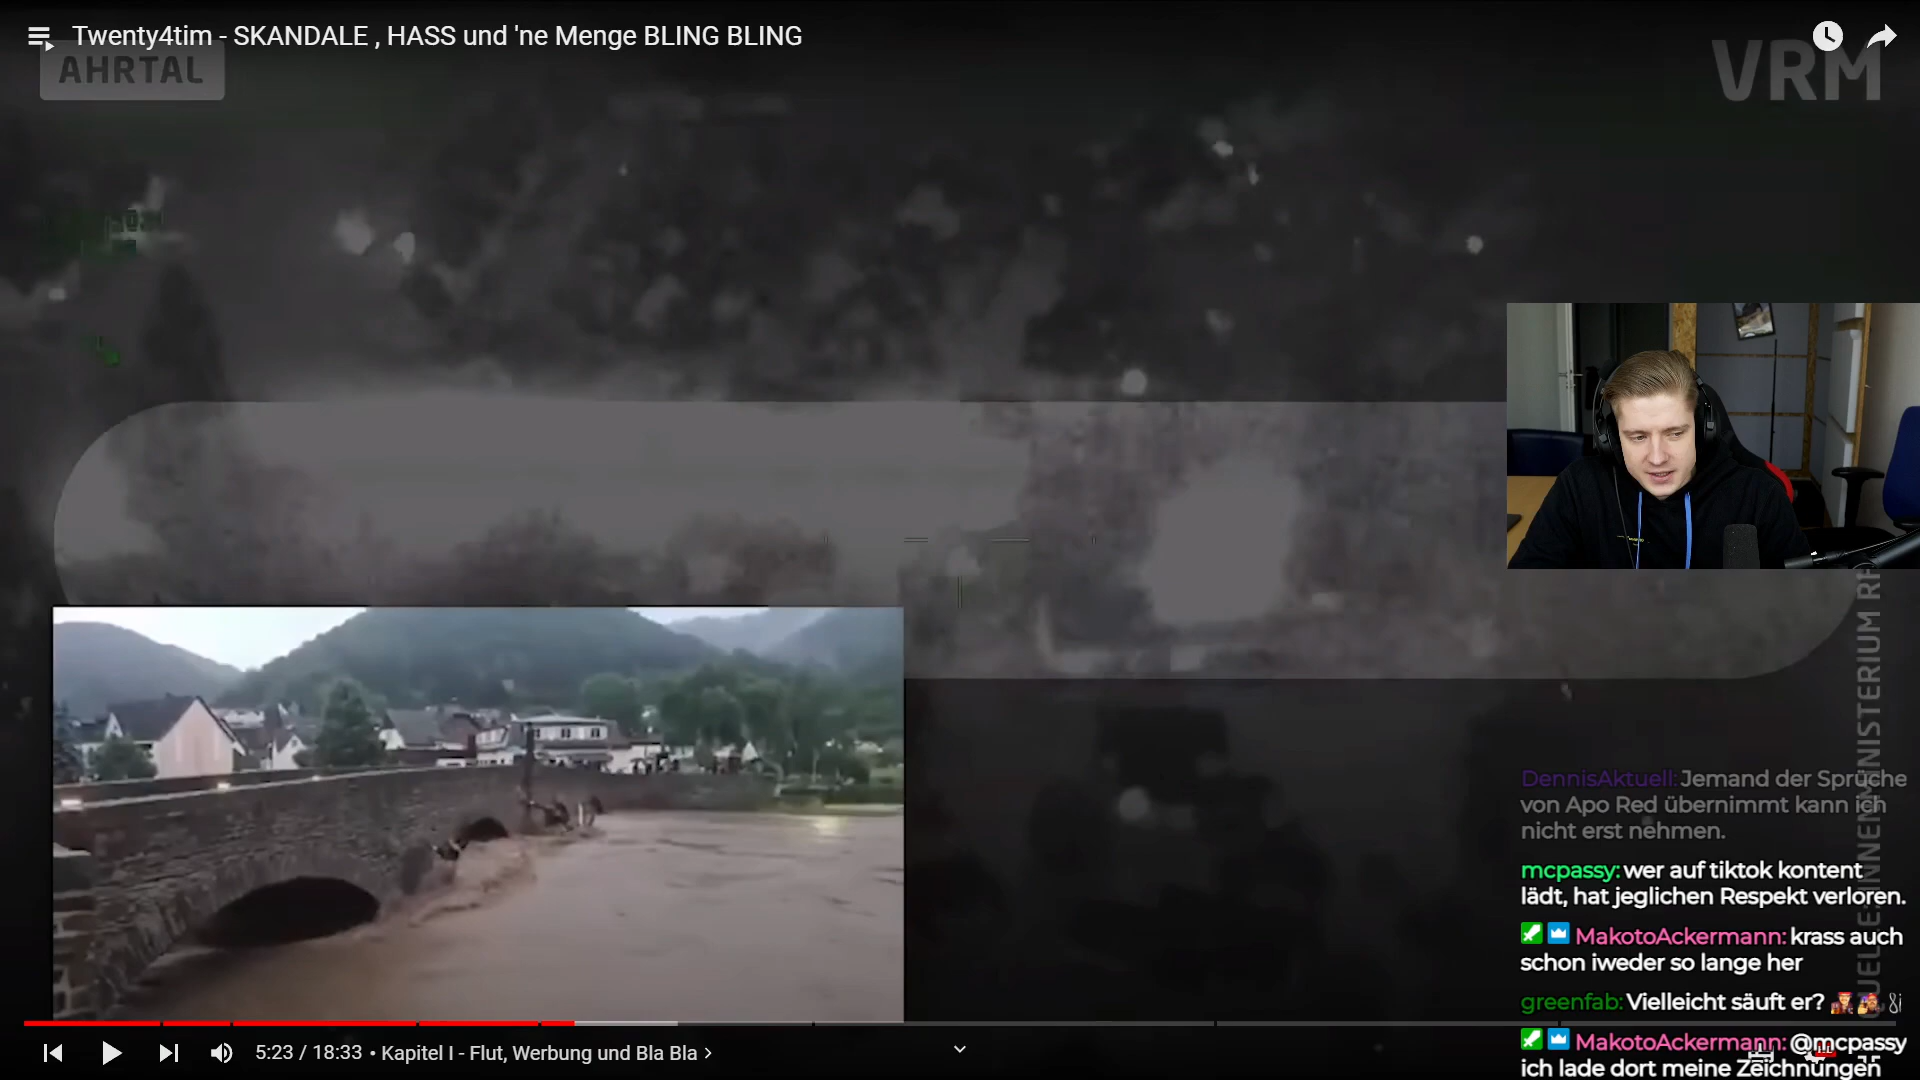 Twenty4tim - SKANDALE , HASS und 'ne Menge BLING BLING
AHRTAL
VRM
DennisAktuell: Jemand der Sprüche
von Apo Red übernimmt kann ich
nicht erst nehmen.
mcpassy: wer auf tiktok kontent
lädt, hat jeglichen Respekt verloren.
MakotoAckermann: krass auch
schon iweder so lange her
greenfab: Vielleicht säuft er?
MakotoAckermann: @mcpassy
ich lade dort meine Zeichnungen
5:23 / 18:33 • Kapitel I - Flut, Werbung und Bla Bla